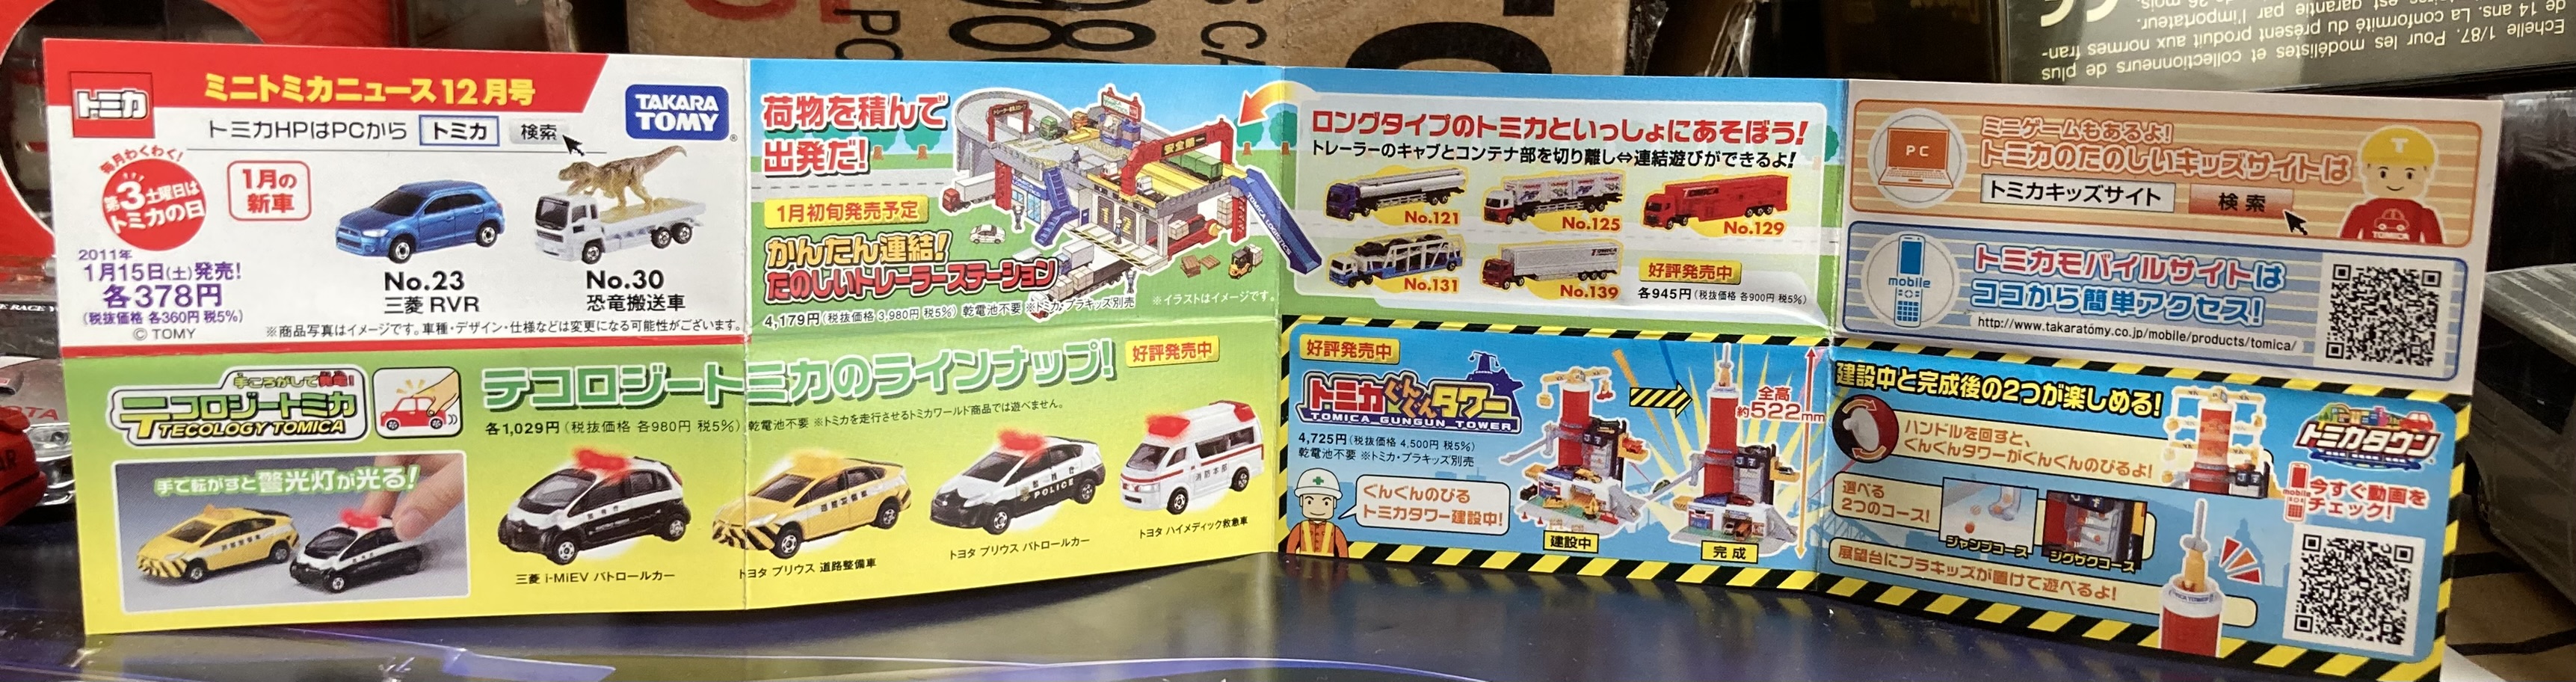 トミカ
ミニトミカニュース12月号
トミカHPはPCから トミカ 検索
TAKARA TOMY
毎月わくわく!
第3土曜日は
トミカの日
1月の
新車
2011年
1月15日(土)発売!
各378円
(税抜価格 各360円 税5%)
© TOMY
No.23
三菱 RVR
No.30
恐竜搬送車
※商品写真はイメージです。車種・デザイン・仕様などは変更になる可能性がございます。
荷物を積んで
出発だ!
1月初旬発売予定
かんたん連結!
たのしいトレーラーステーション
4,179円(税抜価格 3,980円 税5%) 乾電池不要 ※トミカ・プラキッズ別売
※イラストはイメージです。
ロングタイプのトミカといっしょにあそぼう!
トレーラーのキャブとコンテナ部を切り離し⇔連結遊びができるよ!
No.121
No.125
No.129
No.131
No.139
好評発売中
各945円(税抜価格 各900円 税5%)
ミニゲームもあるよ!
トミカのたのしいキッズサイトは
PC
トミカキッズサイト 検索
TOMICA
mobile
トミカモバイルサイトは
ココから簡単アクセス!
http://www.takaratomy.co.jp/mobile/products/tomica/
手ころがして発電!
テコロジートミカ
TECOLOGY TOMICA
テコロジートミカのラインナップ!
好評発売中
各1,029円(税抜価格 各980円 税5%) 乾電池不要 ※トミカを走行させるトミカワールド商品では遊べません。
手で転がすと警光灯が光る!
三菱 i-MiEV パトロールカー
トヨタ プリウス 道路整備車
POLICE
トヨタ プリウス パトロールカー
トヨタ ハイメディック救急車
好評発売中
トミカぐんぐんタワー
TOMICA GUNGUN TOWER
4,725円(税抜価格 4,500円 税5%)
乾電池不要 ※トミカ・プラキッズ別売
ぐんぐんのびる
トミカタワー建設中!
建設中
完成
全高
約522mm
建設中と完成後の2つが楽しめる!
ハンドルを回すと、
ぐんぐんタワーがぐんぐんのびるよ!
選べる
2つのコース!
ジャンプコース
ジグザグコース
展望台にプラキッズが置けて遊べるよ!
トミカタウン
mobile
今すぐ動画を
チェック!
Echelle 1/87. Pour les modélistes et collectionneurs de plus